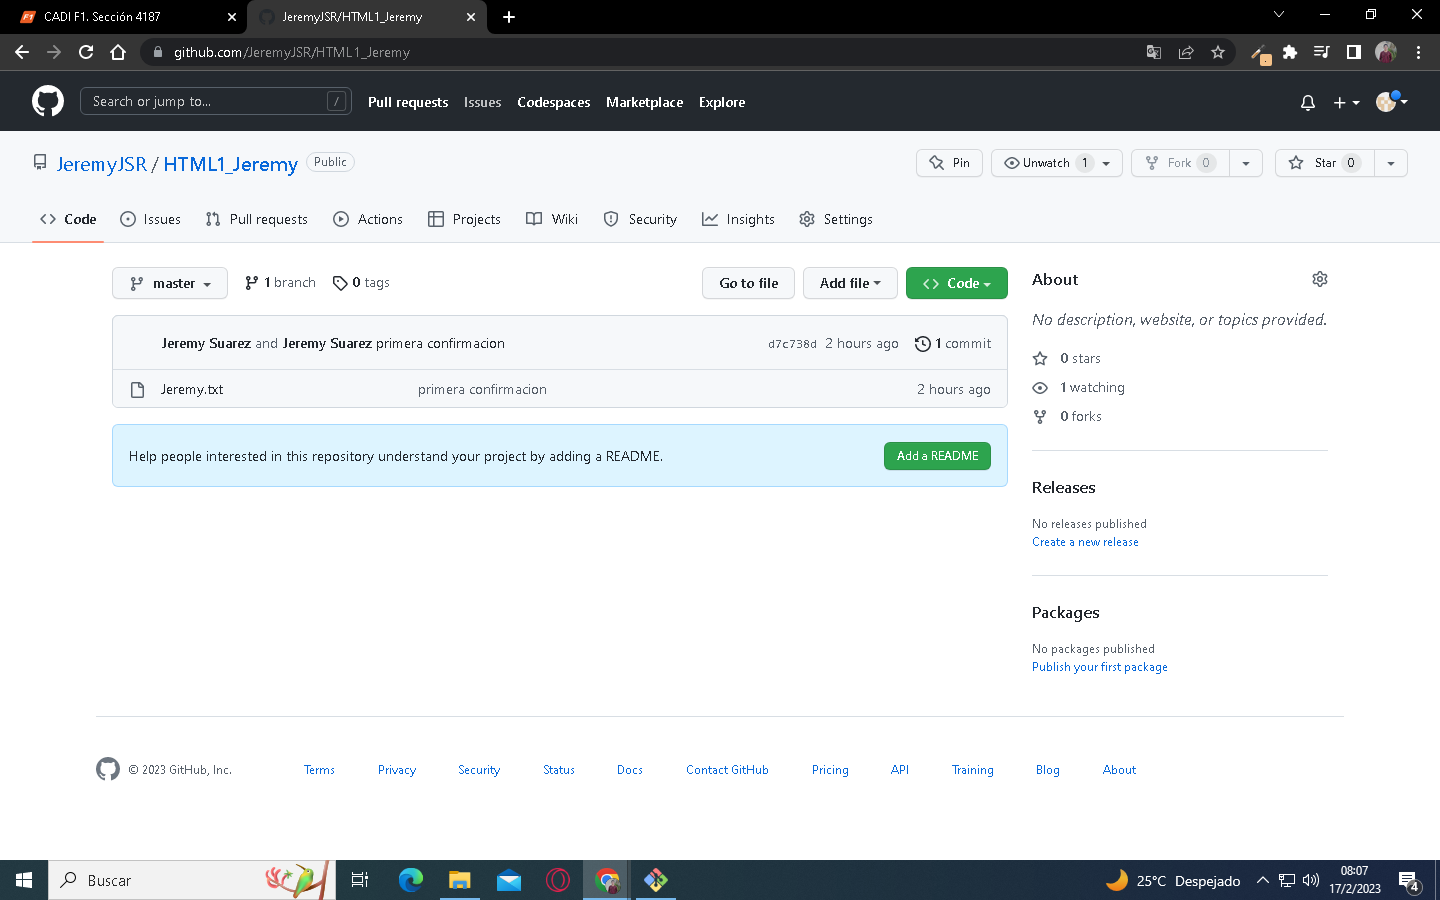 CADI F1. Sección 4187
JeremyJSR/HTML1_Jeremy
github.com/JeremyJSR/HTML1_Jeremy
Search or jump to... / Pull requests Issues Codespaces Marketplace Explore
JeremyJSR / HTML1_Jeremy Public Pin Unwatch 1 Fork 0 Star 0
Code Issues Pull requests Actions Projects Wiki Security Insights Settings
master 1 branch 0 tags Go to file Add file Code
Jeremy Suarez and Jeremy Suarez primera confirmacion d7c738d 2 hours ago 1 commit
Jeremy.txt primera confirmacion 2 hours ago
Help people interested in this repository understand your project by adding a README. Add a README
About
No description, website, or topics provided.
0 stars
1 watching
0 forks
Releases
No releases published
Create a new release
Packages
No packages published
Publish your first package
© 2023 GitHub, Inc. Terms Privacy Security Status Docs Contact GitHub Pricing API Training Blog About
Buscar
25°C Despejado
08:07
17/2/2023
4